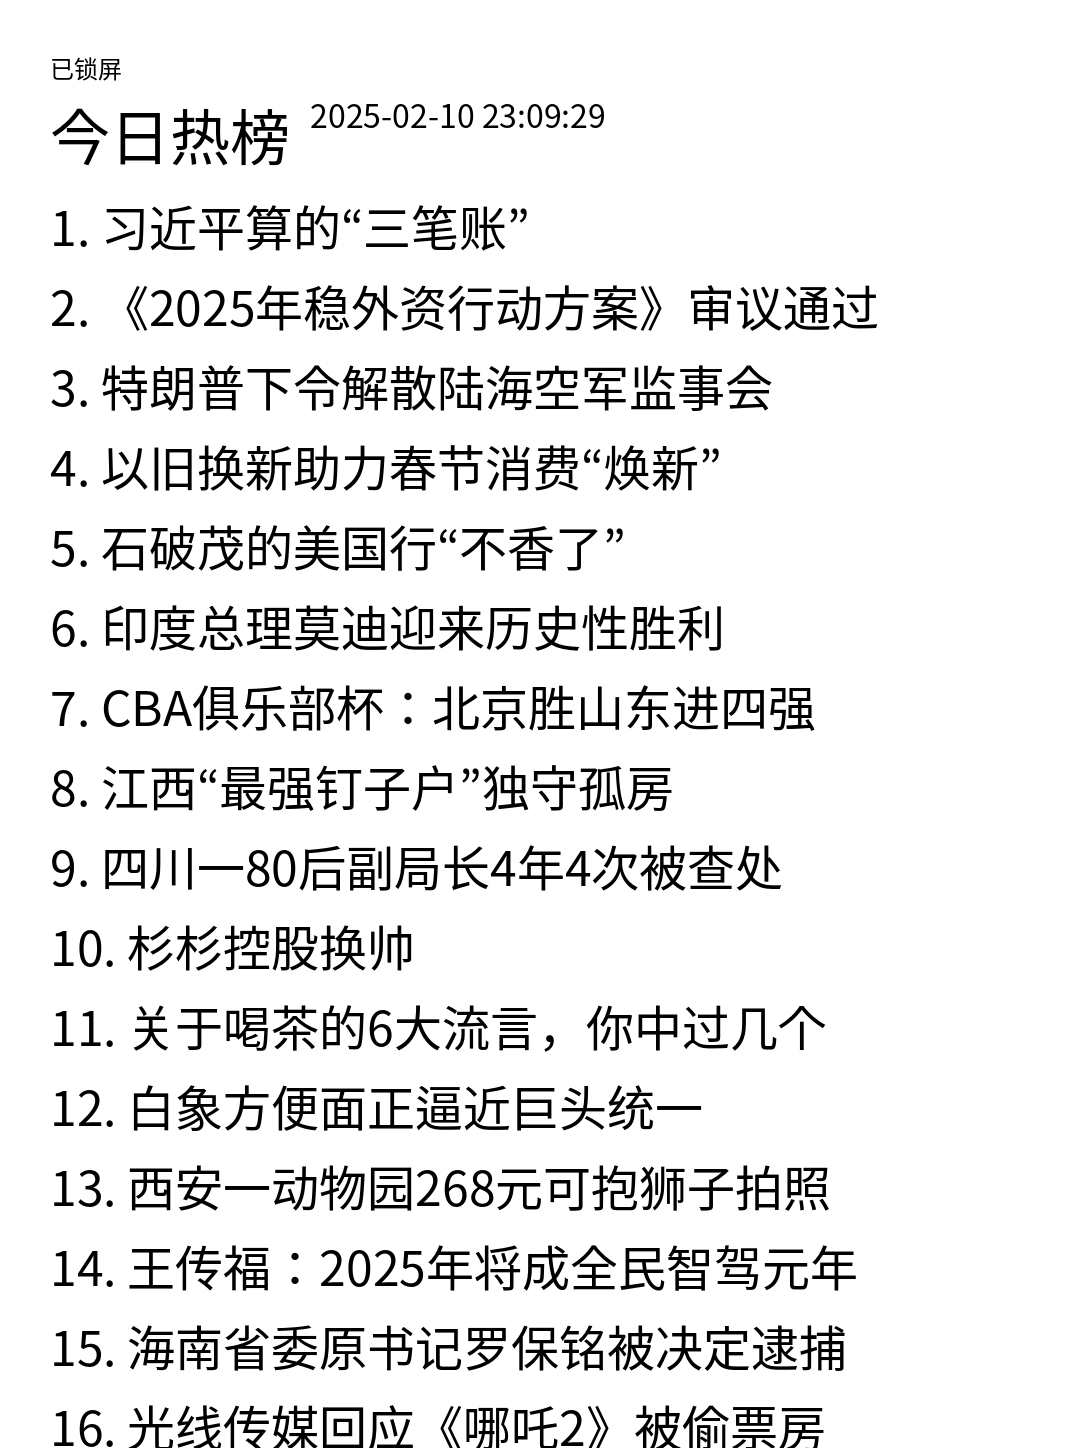 已锁屏
今日热榜 2025-02-10 23:09:29
1. 习近平算的“三笔账”
2. 《2025年稳外资行动方案》审议通过
3. 特朗普下令解散陆海空军监事会
4. 以旧换新助力春节消费“焕新”
5. 石破茂的美国行“不香了”
6. 印度总理莫迪迎来历史性胜利
7. CBA俱乐部杯：北京胜山东进四强
8. 江西“最强钉子户”独守孤房
9. 四川一80后副局长4年4次被查处
10. 杉杉控股换帅
11. 关于喝茶的6大流言，你中过几个
12. 白象方便面正逼近巨头统一
13. 西安一动物园268元可抱狮子拍照
14. 王传福：2025年将成全民智驾元年
15. 海南省委原书记罗保铭被决定逮捕
16. 光线传媒回应《哪吒2》被偷票房